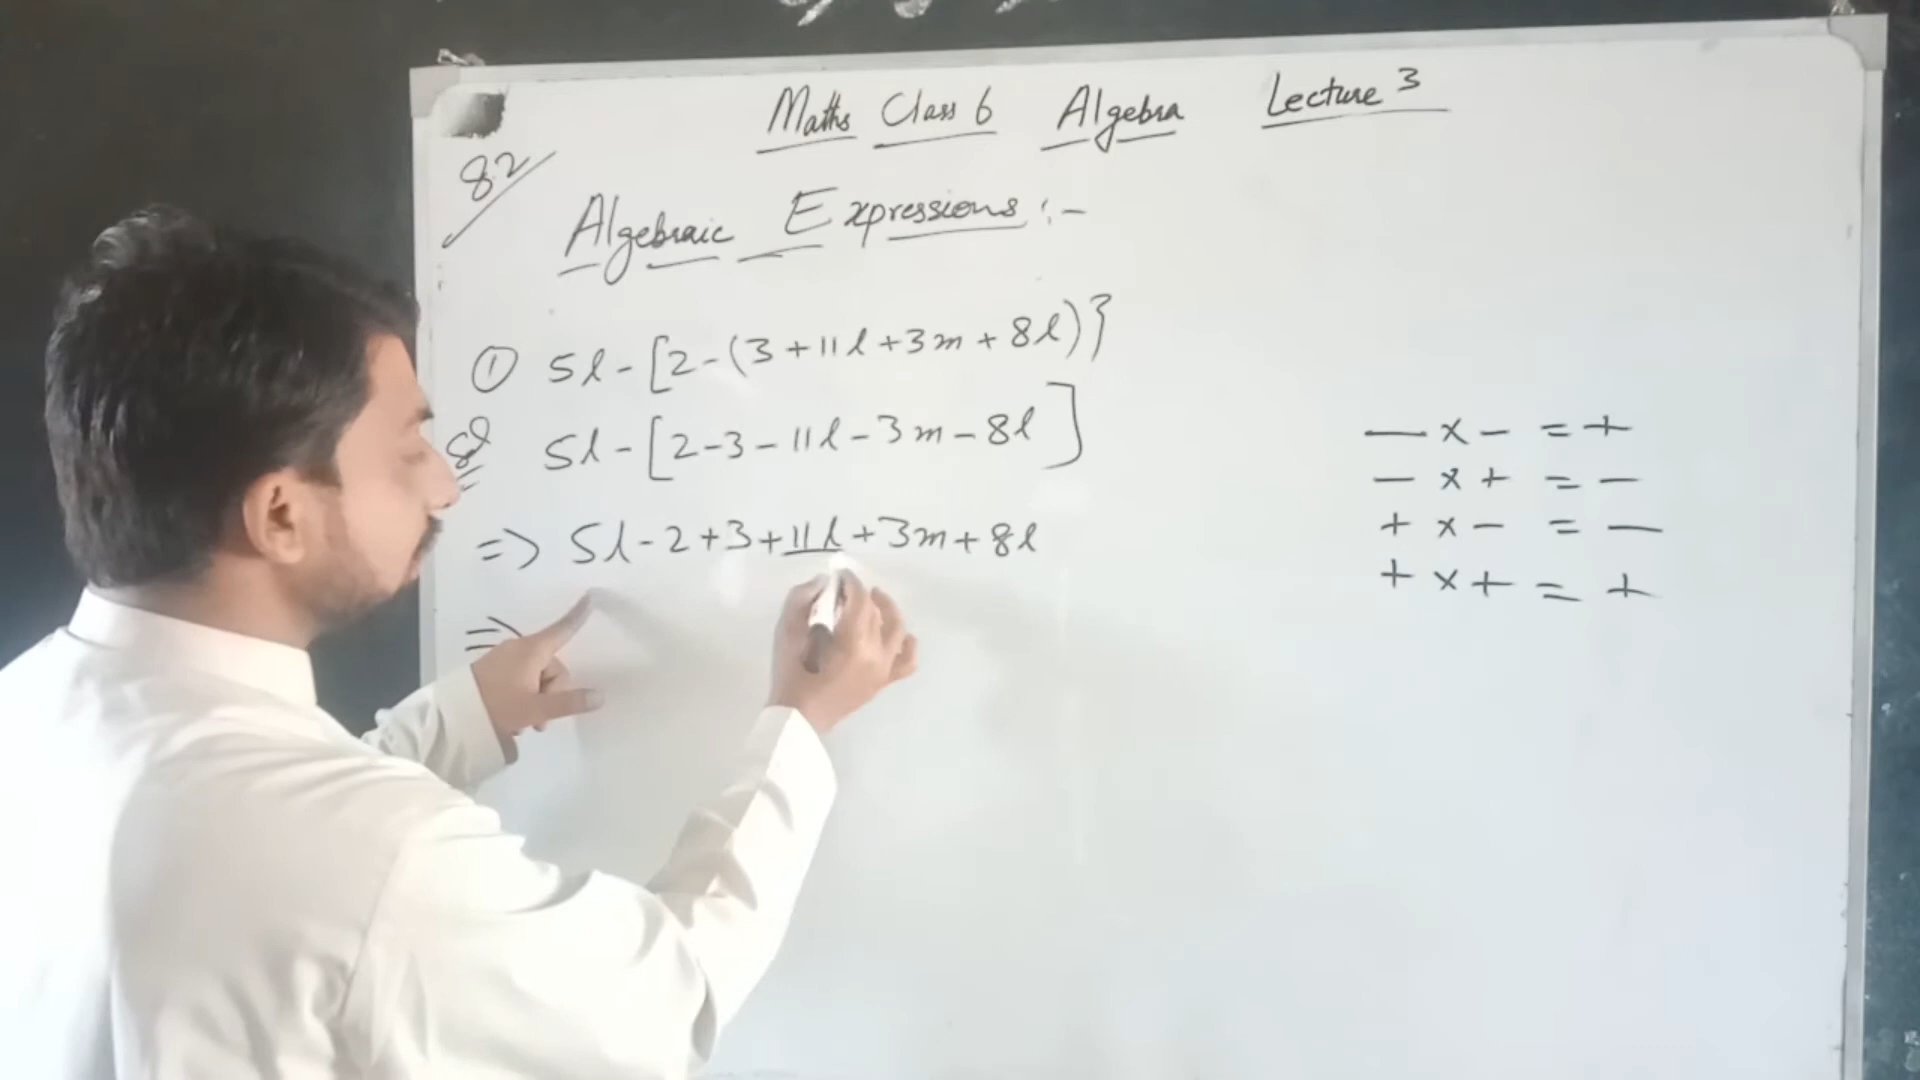 Maths Class 6 Algebra Lecture 3
82
Algebraic Expressions :-
① 5l - [2 - (3 + 11l + 3m + 8l)}
Sol 5l - [2 - 3 - 11l - 3m - 8l]
=> 5l - 2 + 3 + 11l + 3m + 8l
=>
- x - = +
- x + = -
+ x - = -
+ x + = +